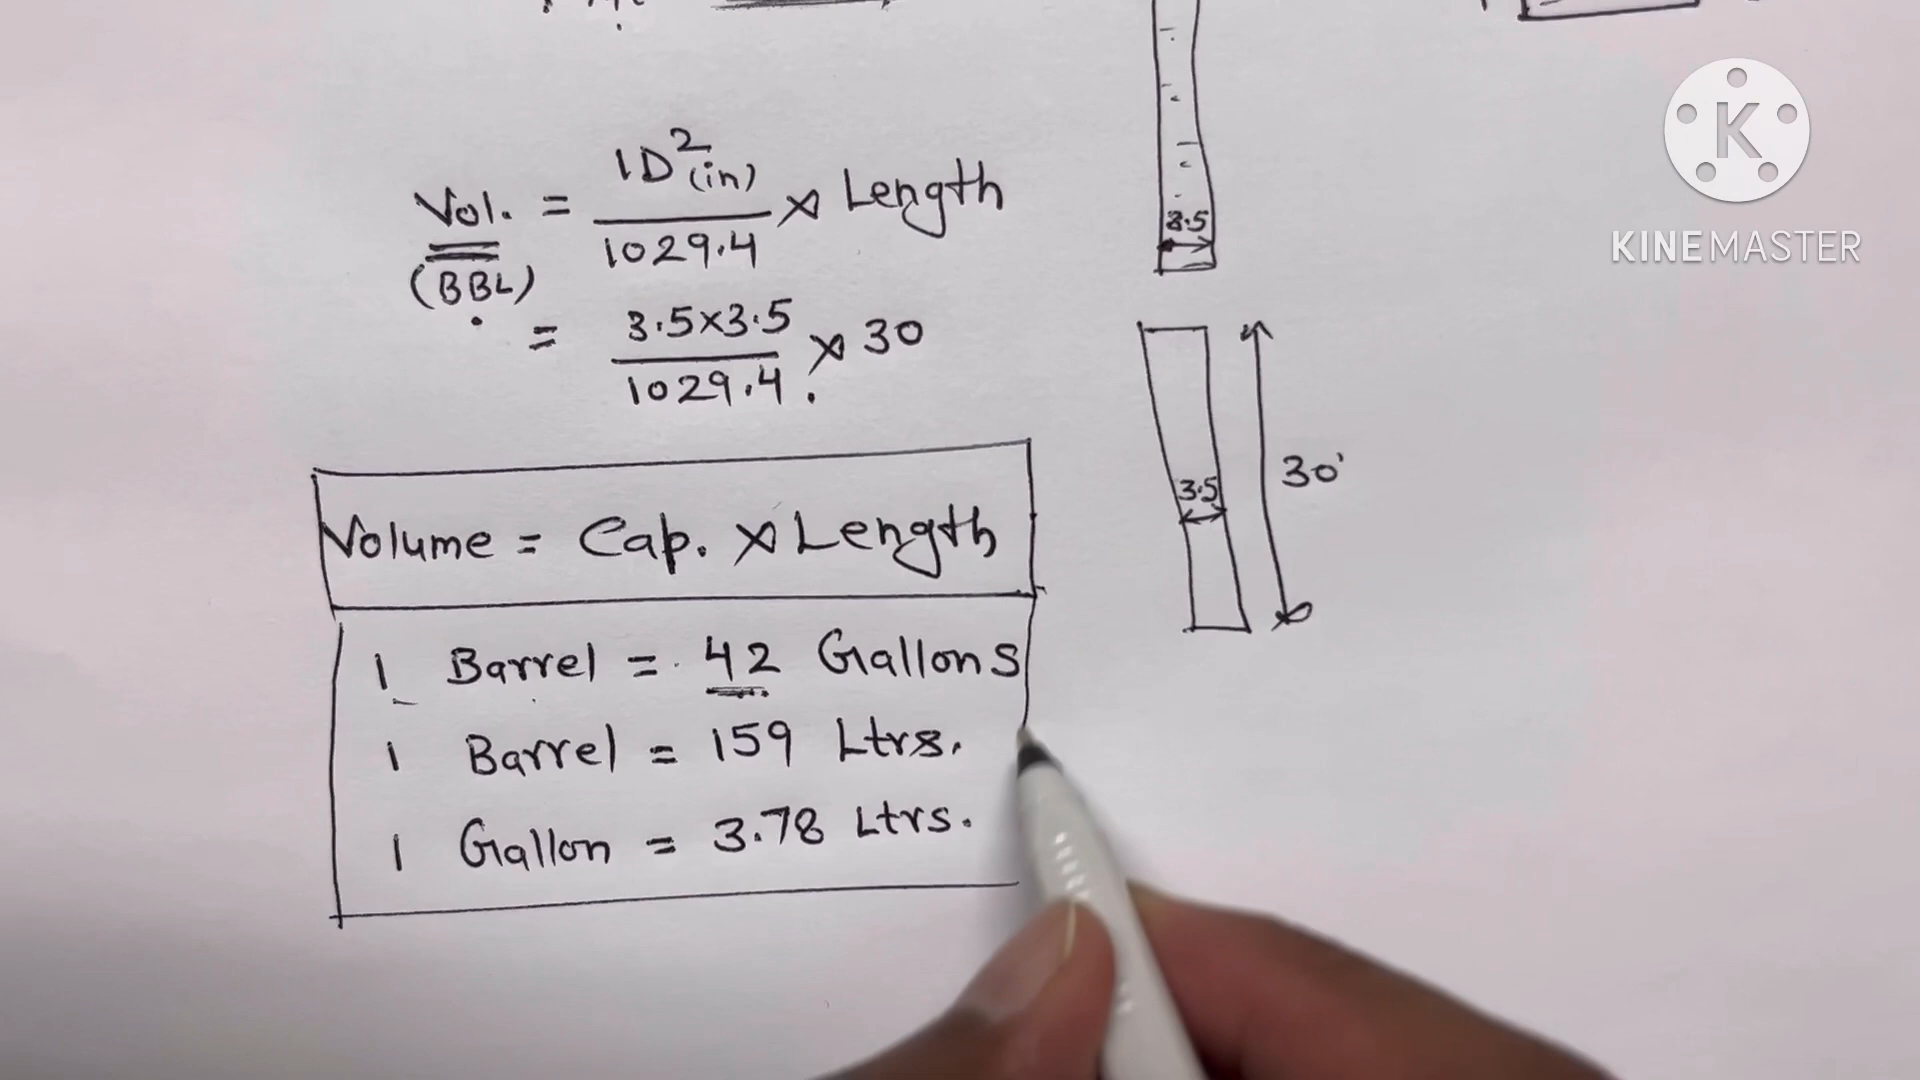 Vol. = ID²(in) / 1029.4 × Length
(BBL)
= 3.5×3.5 / 1029.4 × 30
Volume = Cap. × Length
1 Barrel = 42 Gallons
1 Barrel = 159 Ltrs.
1 Gallon = 3.78 Ltrs.
3.5
3.5
30'
K
KINEMASTER